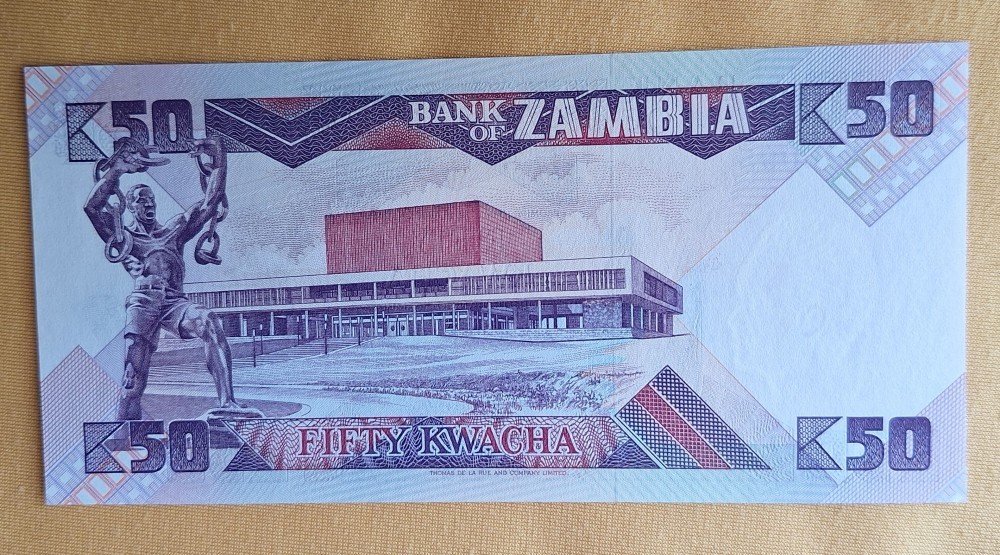 K50
BANK
OF
ZAMBIA
K50
K50
FIFTY KWACHA
K50
THOMAS DE LA RUE AND COMPANY LIMITED.